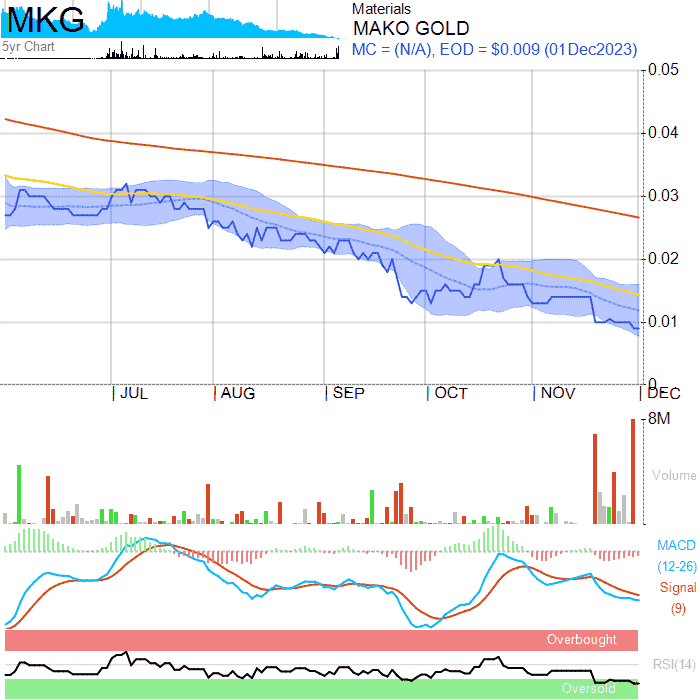 MKG
Materials
MAKO GOLD
5yr Chart
MC = (N/A), EOD = $0.009 (01Dec2023)
0.05
0.04
0.03
0.02
0.01
0
JUL AUG SEP OCT NOV DEC
8M
Volume
MACD
(12-26)
Signal
(9)
Overbought
RSI(14)
Oversold